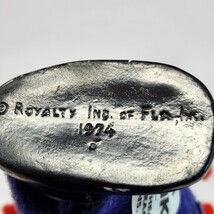 © ROYALTY IND. OF FLA., INC.
1974